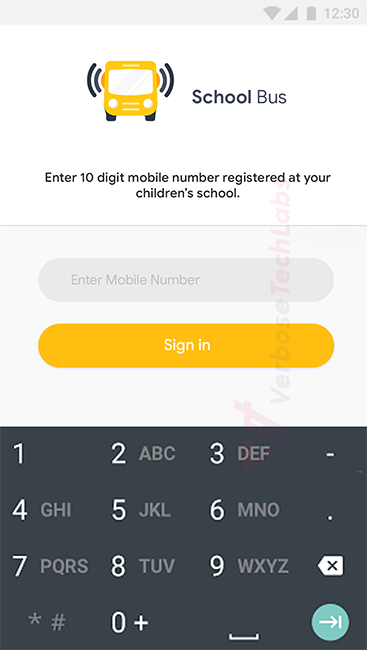 12:30
School Bus
Enter 10 digit mobile number registered at your
children's school.
Enter Mobile Number
Sign in
VerboseTechLabs
1 2 ABC 3 DEF -
4 GHI 5 JKL 6 MNO .
7 PQRS 8 TUV 9 WXYZ
* # 0 +